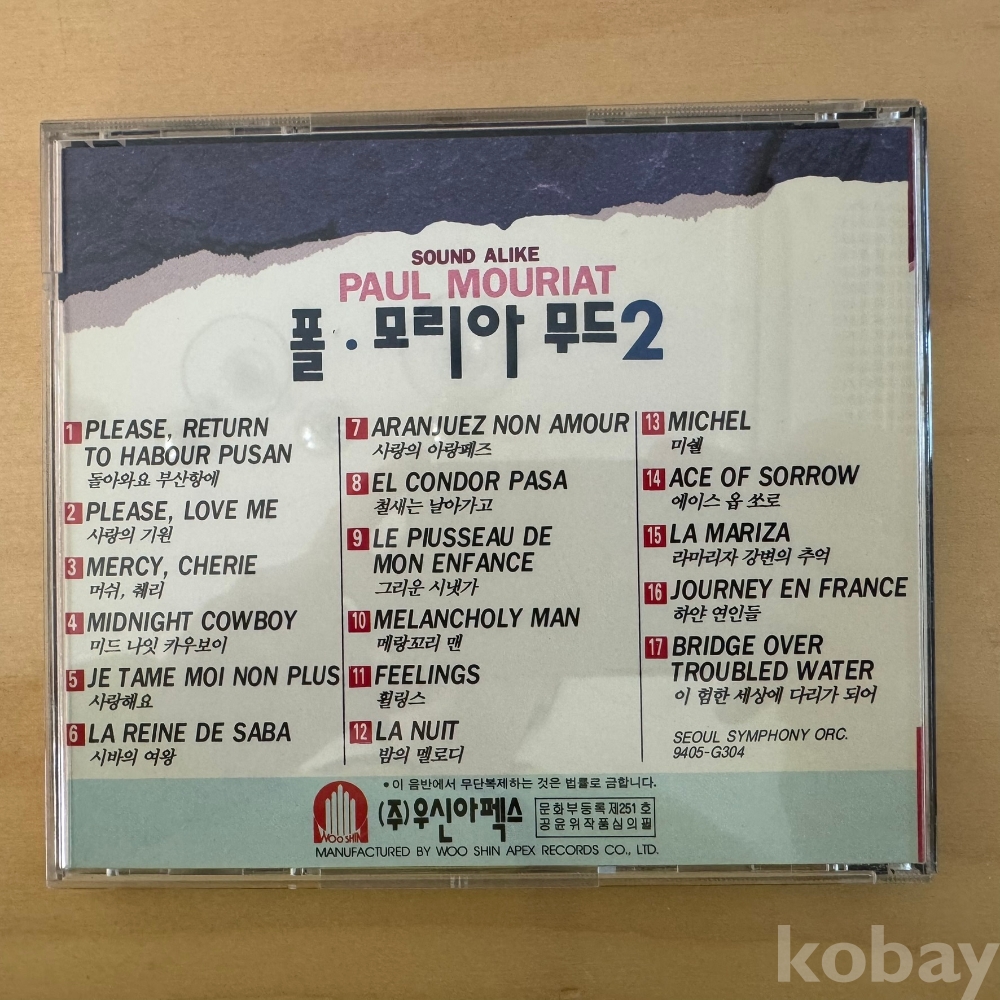 SOUND ALIKE
PAUL MOURIAT
폴·모리아 무드2
1 PLEASE, RETURN
TO HABOUR PUSAN
돌아와요 부산항에
2 PLEASE, LOVE ME
사랑의 기원
3 MERCY, CHERIE
머쉬, 췌리
4 MIDNIGHT COWBOY
미드 나잇 카우보이
5 JE TAME MOI NON PLUS
사랑해요
6 LA REINE DE SABA
시바의 여왕
7 ARANJUEZ NON AMOUR
사랑의 아랑페즈
8 EL CONDOR PASA
철새는 날아가고
9 LE PIUSSEAU DE
MON ENFANCE
그리운 시냇가
10 MELANCHOLY MAN
메랑꼬리 맨
11 FEELINGS
휠링스
12 LA NUIT
밤의 멜로디
13 MICHEL
미쉘
14 ACE OF SORROW
에이스 옵 쏘로
15 LA MARIZA
라마리자 강변의 추억
16 JOURNEY EN FRANCE
하얀 연인들
17 BRIDGE OVER
TROUBLED WATER
이 험한 세상에 다리가 되어
SEOUL SYMPHONY ORC.
9405-G304
• 이 음반에서 무단복제하는 것은 법률로 금합니다.
WOO SHIN
(주)우신아펙스
문화부등록 제251호
공윤위작품심의필
MANUFACTURED BY WOO SHIN APEX RECORDS CO., LTD.
kobay